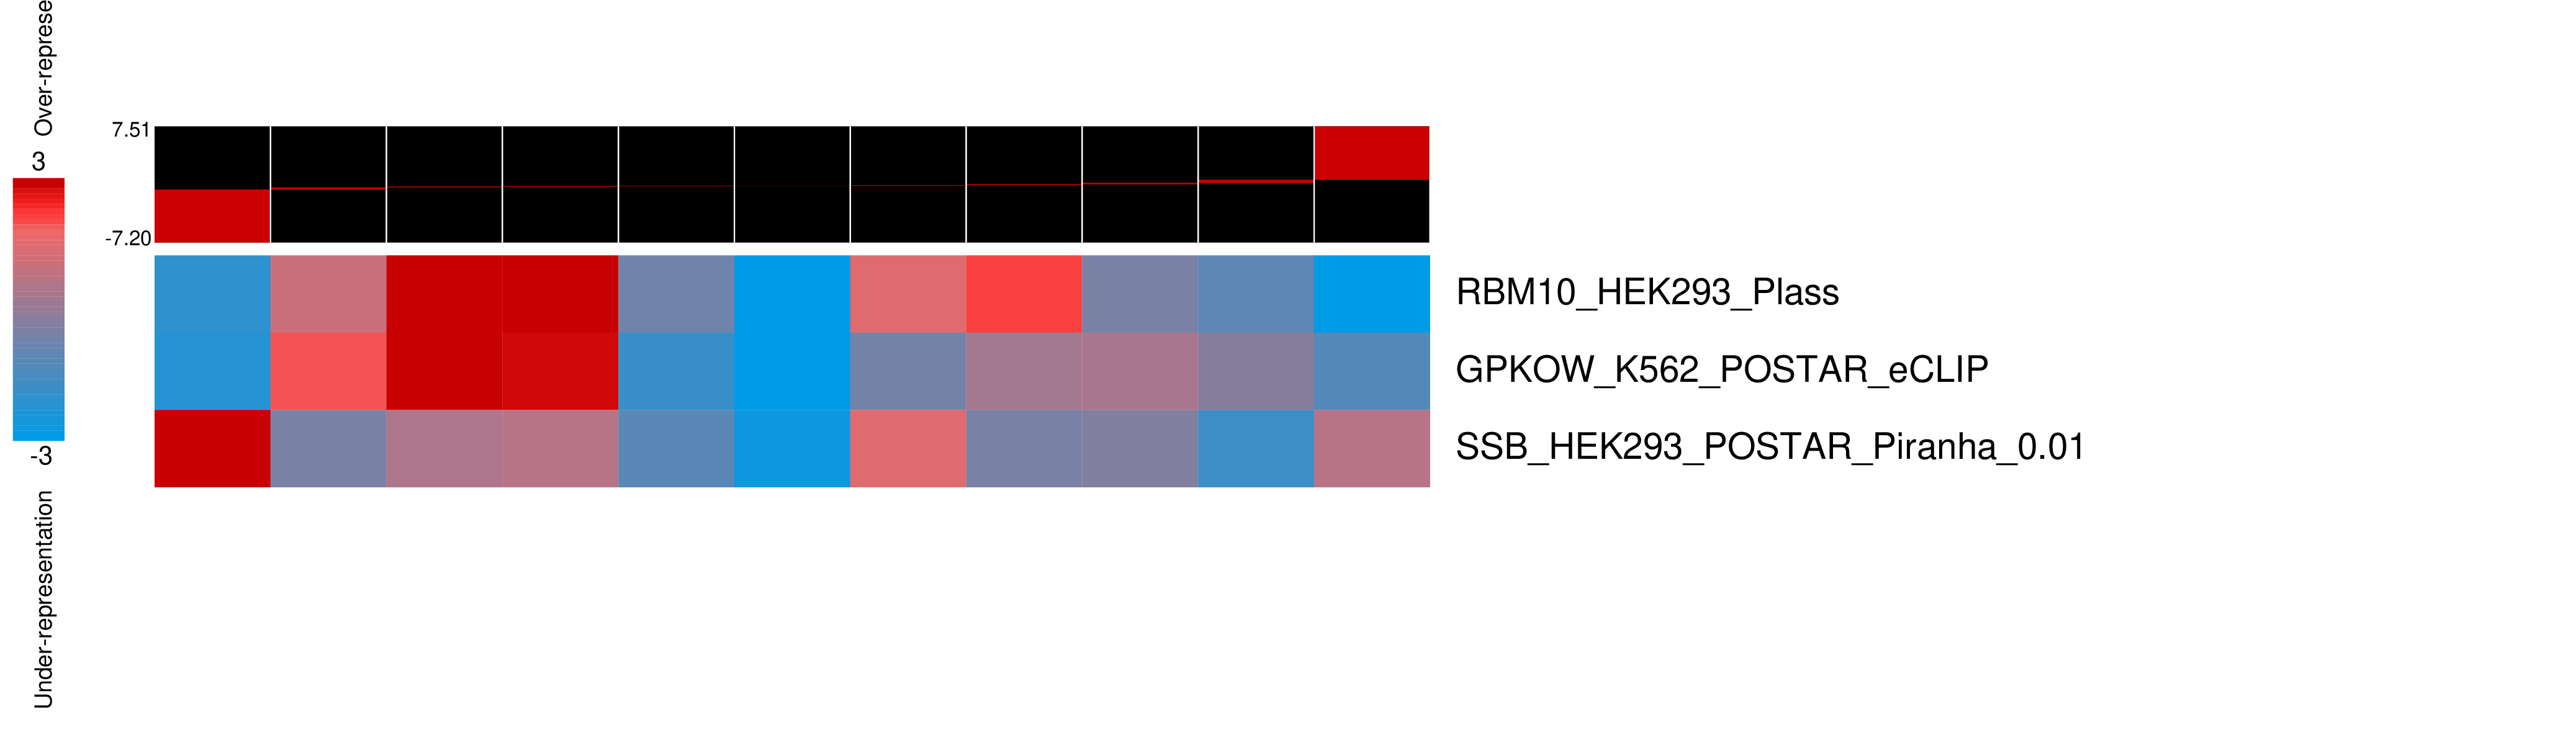 Over-represe
3
-3
Under-representation
7.51
-7.20
RBM10_HEK293_Plass
GPKOW_K562_POSTAR_eCLIP
SSB_HEK293_POSTAR_Piranha_0.01